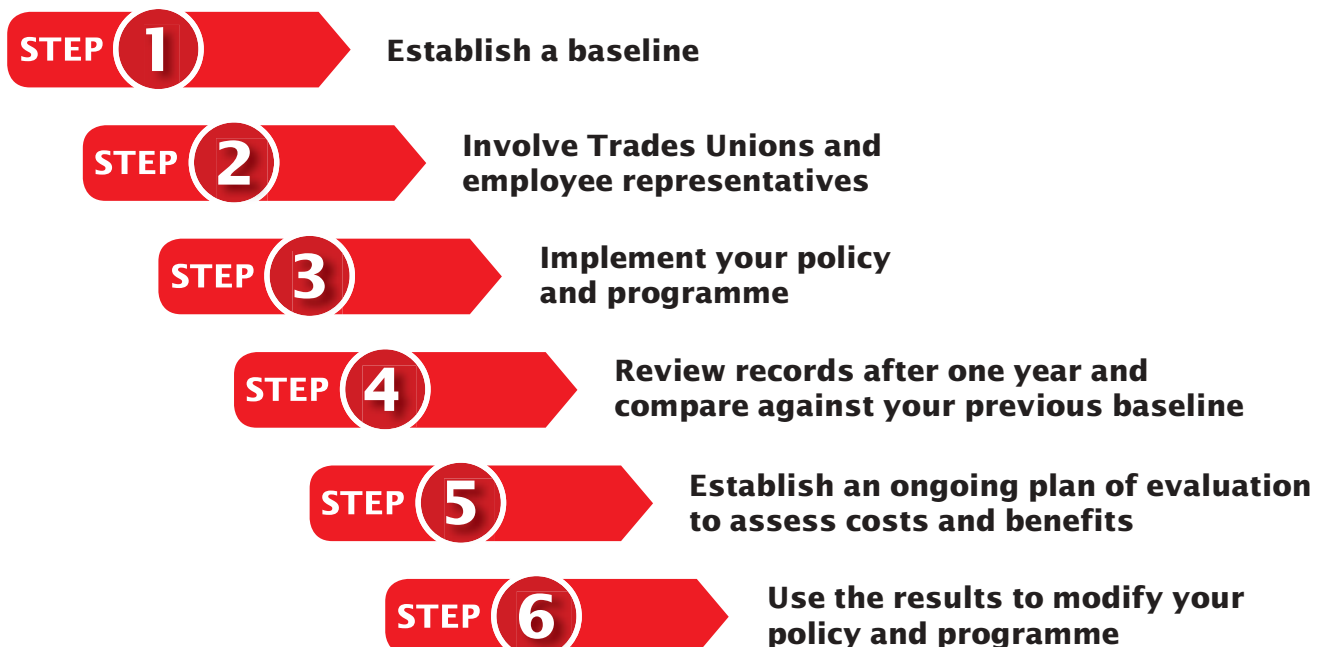 STEP 1 Establish a baseline
STEP 2 Involve Trades Unions and
employee representatives
STEP 3 Implement your policy
and programme
STEP 4 Review records after one year and
compare against your previous baseline
STEP 5 Establish an ongoing plan of evaluation
to assess costs and benefits
STEP 6 Use the results to modify your
policy and programme